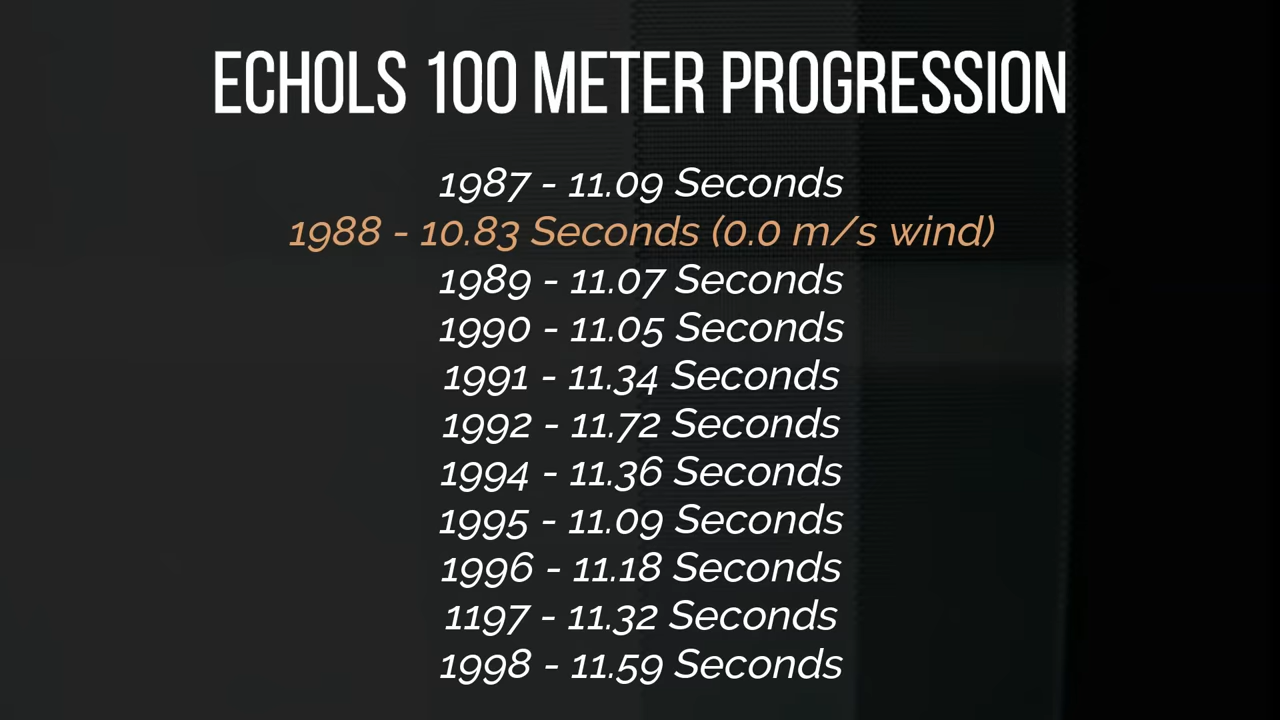 ECHOLS 100 METER PROGRESSION
1987 - 11.09 Seconds
1988 - 10.83 Seconds (0.0 m/s wind)
1989 - 11.07 Seconds
1990 - 11.05 Seconds
1991 - 11.34 Seconds
1992 - 11.72 Seconds
1994 - 11.36 Seconds
1995 - 11.09 Seconds
1996 - 11.18 Seconds
1197 - 11.32 Seconds
1998 - 11.59 Seconds